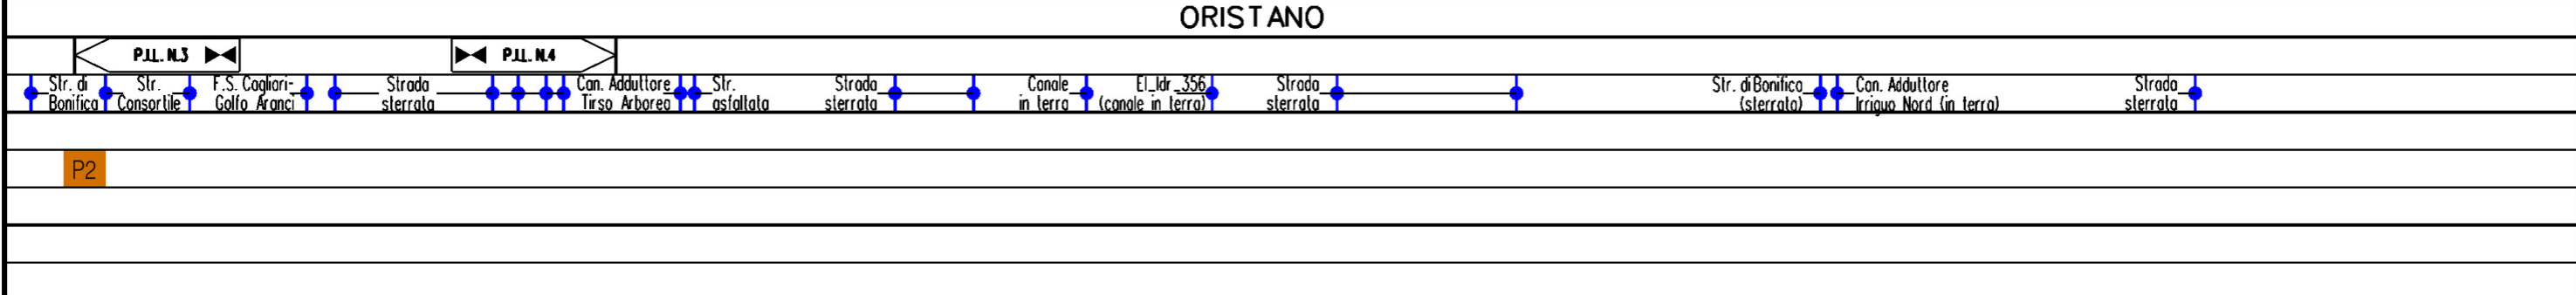 ORISTANO
P.I.L. N.3
P.I.L. N.4
Str. di
Bonifica
Str.
Consortile
F.S. Cagliari-
Golfo Aranci
Strada
sterrata
Can. Adduttore
Tirso Arborea
Str.
asfaltata
Strada
sterrata
Canale
in terra
El_Idr_356
(canale in terra)
Strada
sterrata
Str. di Bonifica
(sterrata)
Can. Adduttore
Irriguo Nord (in terra)
Strada
sterrata
P2